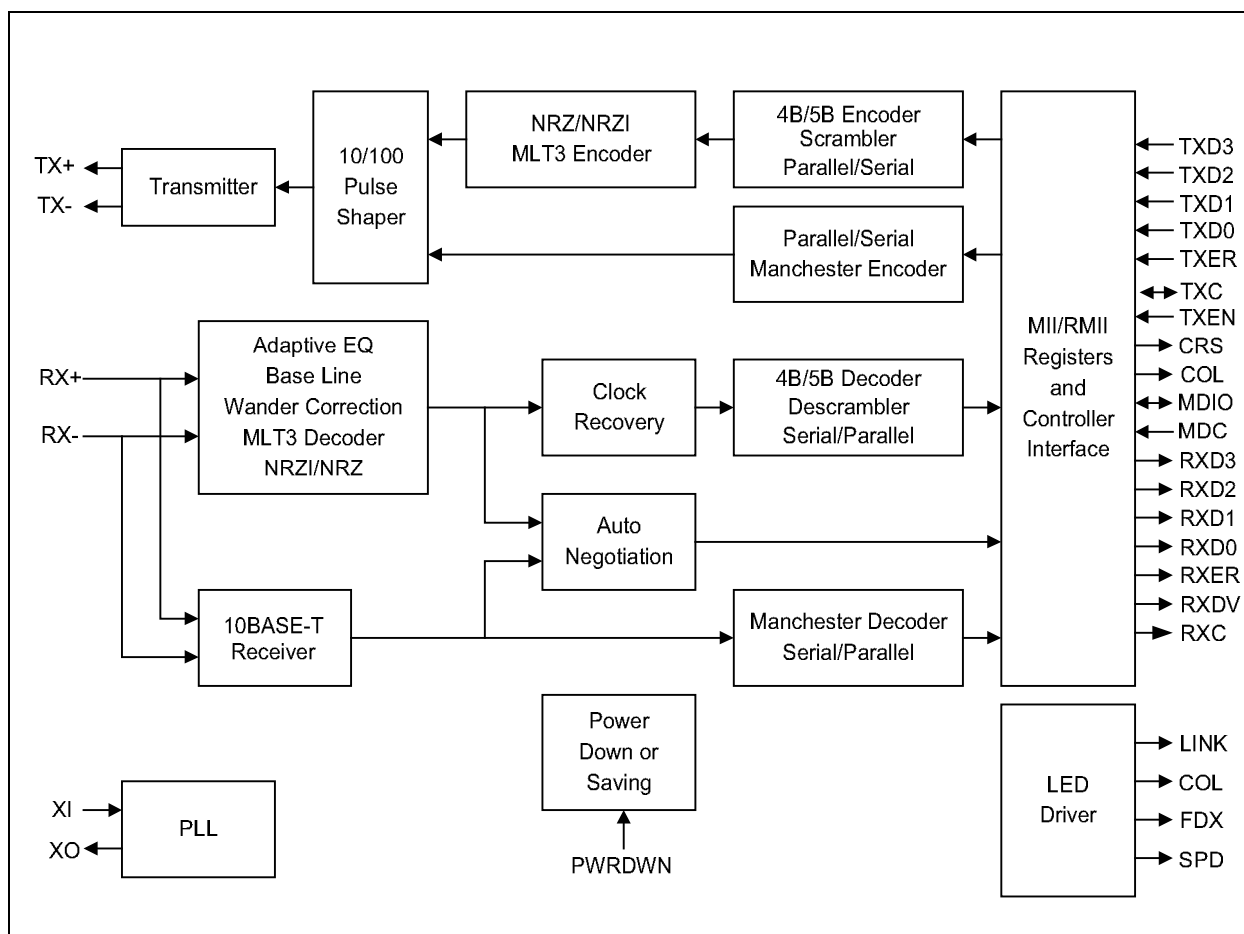 NRZ/NRZI
MLT3 Encoder
4B/5B Encoder
Scrambler
Parallel/Serial
10/100
Pulse
Shaper
TX+
TX-
Transmitter
Parallel/Serial
Manchester Encoder
TXD3
TXD2
TXD1
TXD0
TXER
TXC
TXEN
CRS
COL
MDIO
MDC
RXD3
RXD2
RXD1
RXD0
RXER
RXDV
RXC
MII/RMII
Registers
and
Controller
Interface
RX+
RX-
Adaptive EQ
Base Line
Wander Correction
MLT3 Decoder
NRZI/NRZ
Clock
Recovery
4B/5B Decoder
Descrambler
Serial/Parallel
Auto
Negotiation
10BASE-T
Receiver
Manchester Decoder
Serial/Parallel
Power
Down or
Saving
PWRDWN
XI
XO
PLL
LED
Driver
LINK
COL
FDX
SPD